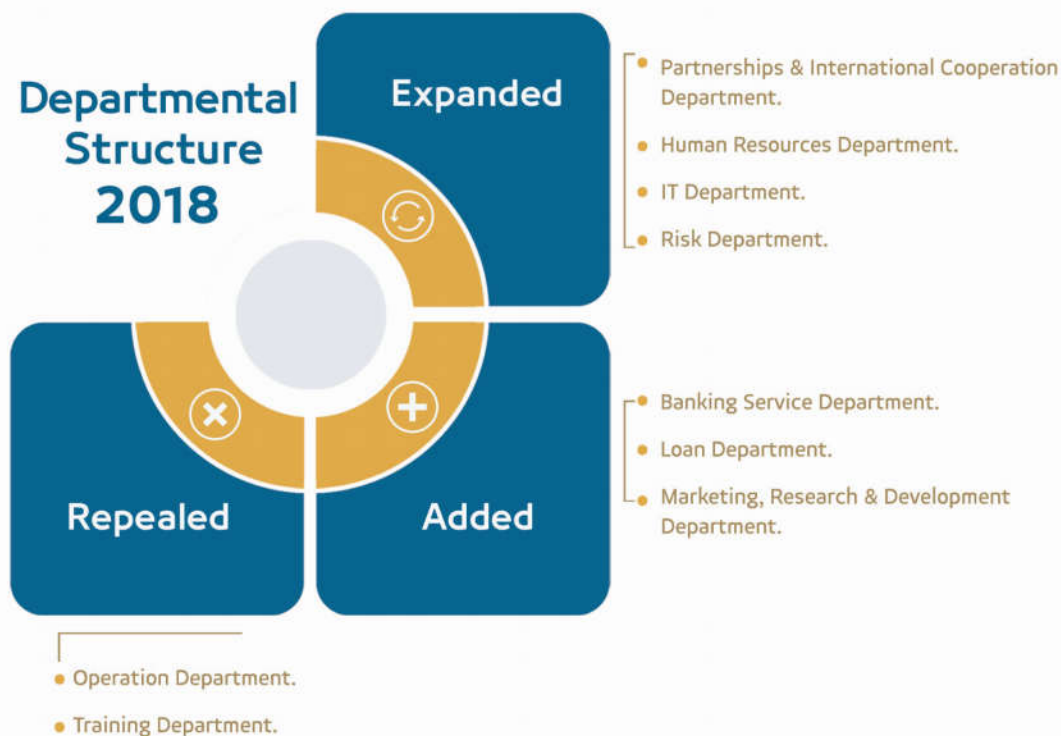 Departmental
Structure
2018
Expanded
Partnerships & International Cooperation
Department.
Human Resources Department.
IT Department.
Risk Department.
Repealed
Added
Banking Service Department.
Loan Department.
Marketing, Research & Development
Department.
Operation Department.
Training Department.